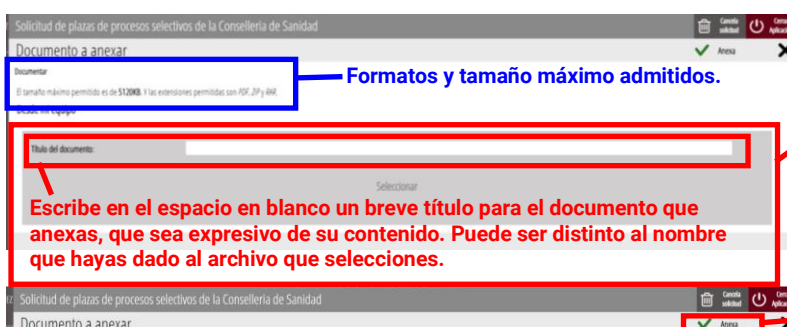 Solicitud de plazas de procesos selectivos de la Conselleria de Sanidad
Cancela solicitud
Documento a anexar
Anexa
Documentar
El tamaño máximo permitido es de 5120KB. Y las extensiones permitidas son PDF, ZIP y RAR.
Formatos y tamaño máximo admitidos.
Desde mi equipo
Título del documento:
Seleccionar
Escribe en el espacio en blanco un breve título para el documento que
anexas, que sea expresivo de su contenido. Puede ser distinto al nombre
que hayas dado al archivo que selecciones.
Solicitud de plazas de procesos selectivos de la Conselleria de Sanidad
Cancela solicitud
Documento a anexar
Anexa